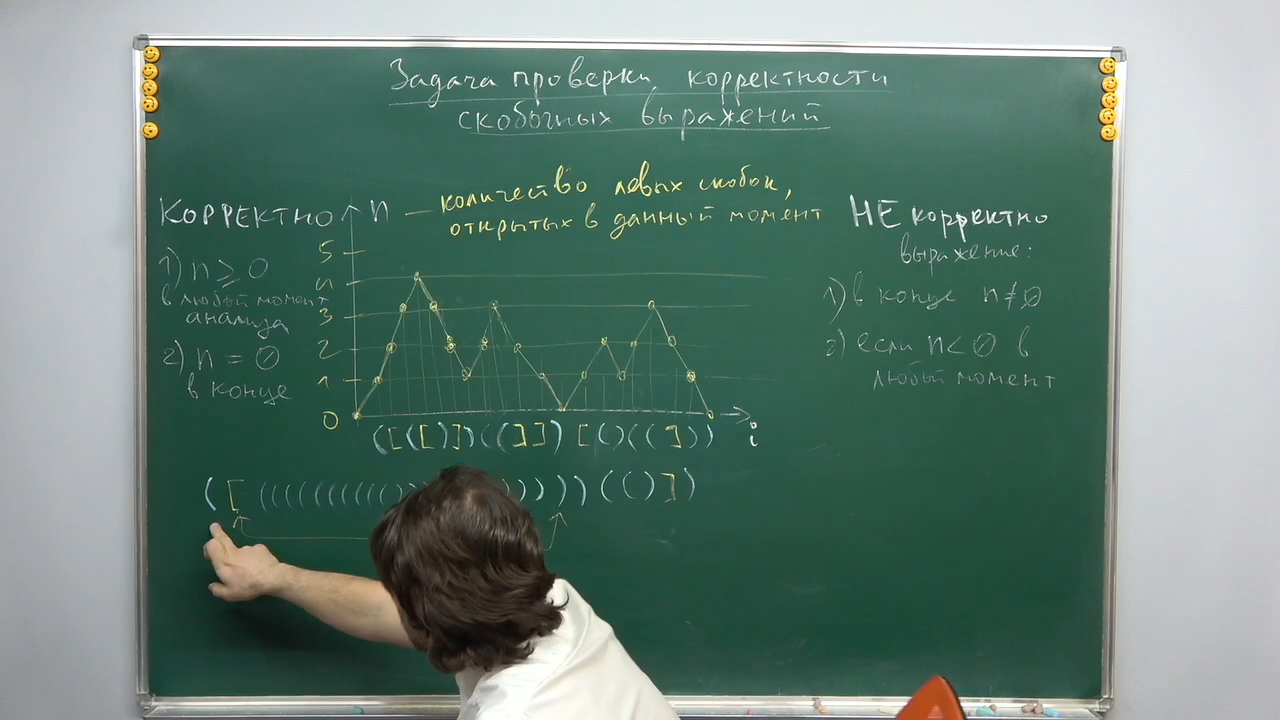 Задача проверки корректности
скобочных выражений
КОРРЕКТНО
1) n ≥ 0
в любой момент
анализа
2) n = 0
в конце
n — количество левых скобок,
открытых в данный момент
5
4
3
2
1
0
i
([([)]])((]])[()((]))
НЕ корректно
выражение:
1) в конце n ≠ 0
2) если n < 0 в
любый момент
))(()])